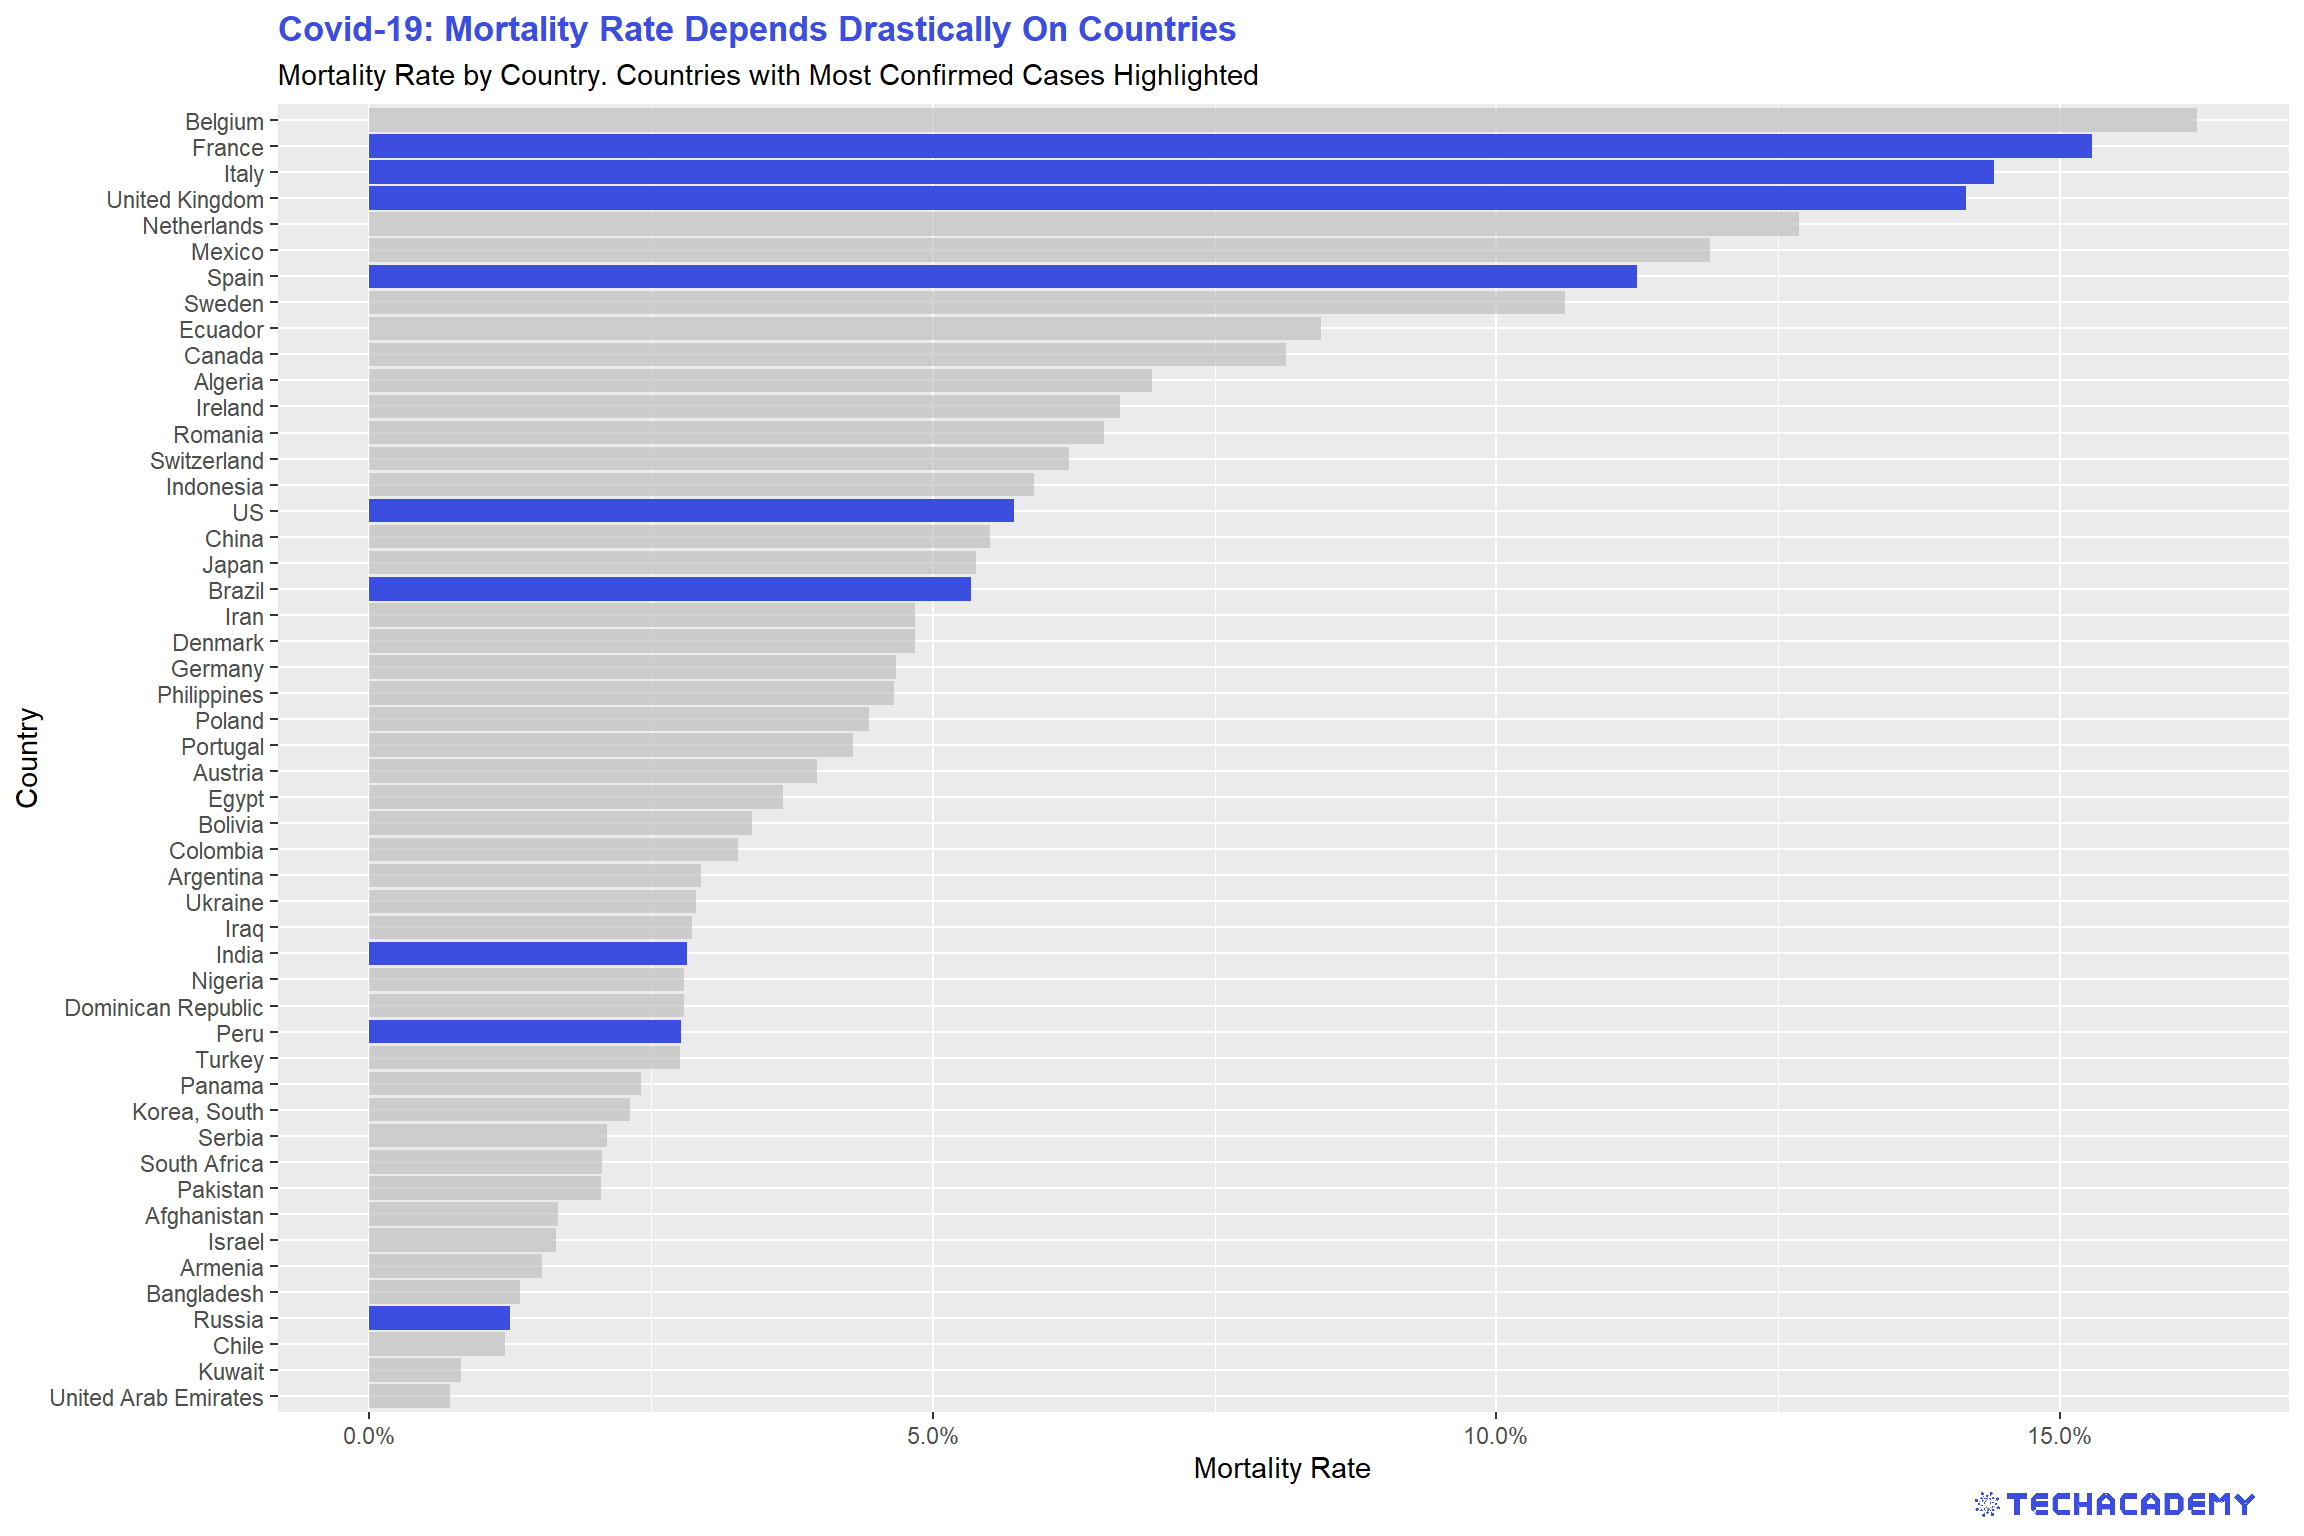 Covid-19: Mortality Rate Depends Drastically On Countries
Mortality Rate by Country. Countries with Most Confirmed Cases Highlighted
Country
Belgium
France
Italy
United Kingdom
Netherlands
Mexico
Spain
Sweden
Ecuador
Canada
Algeria
Ireland
Romania
Switzerland
Indonesia
US
China
Japan
Brazil
Iran
Denmark
Germany
Philippines
Poland
Portugal
Austria
Egypt
Bolivia
Colombia
Argentina
Ukraine
Iraq
India
Nigeria
Dominican Republic
Peru
Turkey
Panama
Korea, South
Serbia
South Africa
Pakistan
Afghanistan
Israel
Armenia
Bangladesh
Russia
Chile
Kuwait
United Arab Emirates
0.0% 5.0% 10.0% 15.0%
Mortality Rate
TECHACADEMY